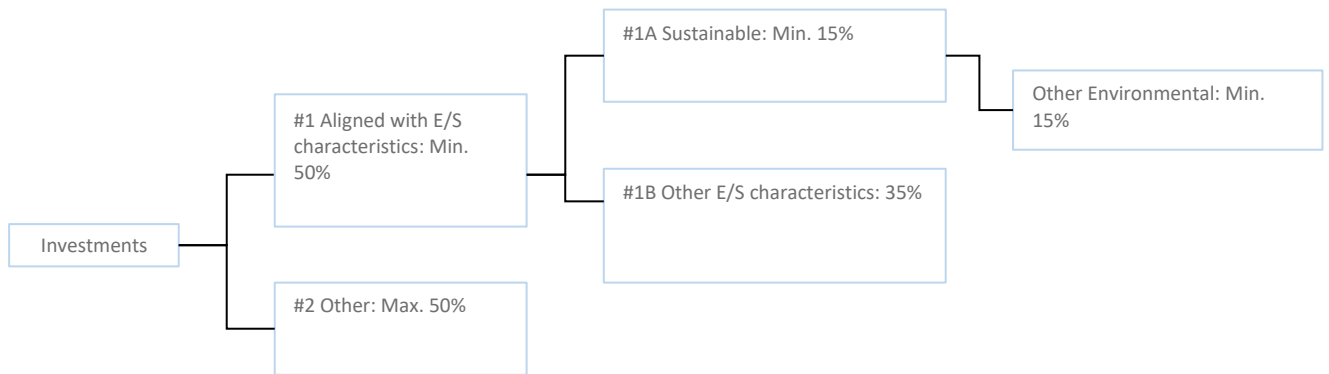 #1A Sustainable: Min. 15%
Other Environmental: Min.
15%
#1 Aligned with E/S
characteristics: Min.
50%
#1B Other E/S characteristics: 35%
Investments
#2 Other: Max. 50%